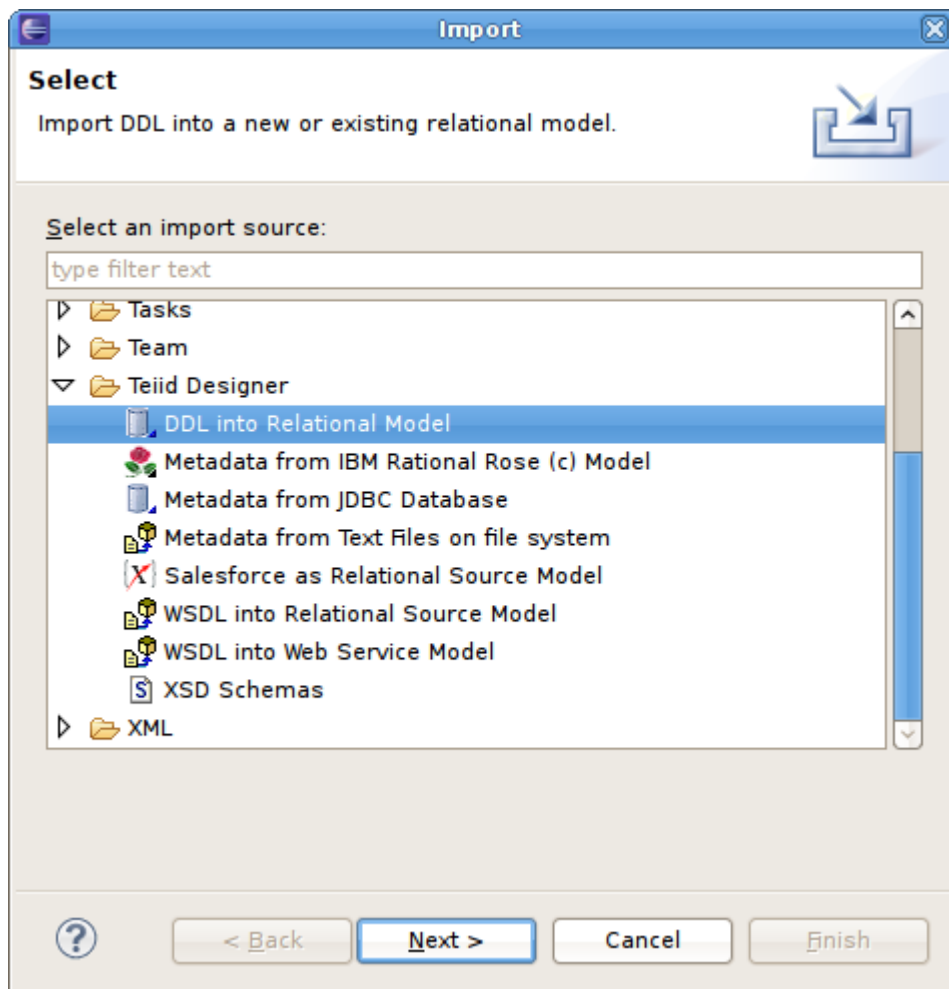 Import
Select
Import DDL into a new or existing relational model.
Select an import source:
type filter text
Tasks
Team
Teiid Designer
DDL into Relational Model
Metadata from IBM Rational Rose (c) Model
Metadata from JDBC Database
Metadata from Text Files on file system
Salesforce as Relational Source Model
WSDL into Relational Source Model
WSDL into Web Service Model
XSD Schemas
XML
< Back Next > Cancel Finish